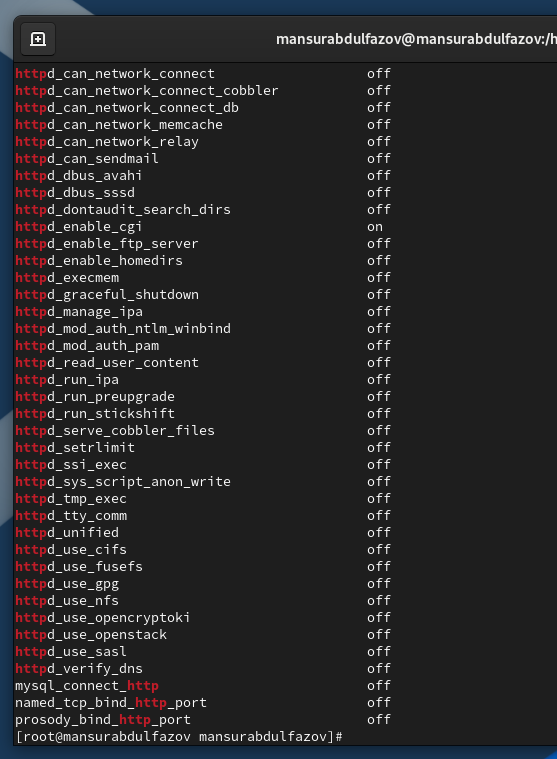 mansurabdulfazov@mansurabdulfazov:/h
httpd_can_network_connect off
httpd_can_network_connect_cobbler off
httpd_can_network_connect_db off
httpd_can_network_memcache off
httpd_can_network_relay off
httpd_can_sendmail off
httpd_dbus_avahi off
httpd_dbus_sssd off
httpd_dontaudit_search_dirs off
httpd_enable_cgi on
httpd_enable_ftp_server off
httpd_enable_homedirs off
httpd_execmem off
httpd_graceful_shutdown off
httpd_manage_ipa off
httpd_mod_auth_ntlm_winbind off
httpd_mod_auth_pam off
httpd_read_user_content off
httpd_run_ipa off
httpd_run_preupgrade off
httpd_run_stickshift off
httpd_serve_cobbler_files off
httpd_setrlimit off
httpd_ssi_exec off
httpd_sys_script_anon_write off
httpd_tmp_exec off
httpd_tty_comm off
httpd_unified off
httpd_use_cifs off
httpd_use_fusefs off
httpd_use_gpg off
httpd_use_nfs off
httpd_use_opencryptoki off
httpd_use_openstack off
httpd_use_sasl off
httpd_verify_dns off
mysql_connect_http off
named_tcp_bind_http_port off
prosody_bind_http_port off
[root@mansurabdulfazov mansurabdulfazov]#